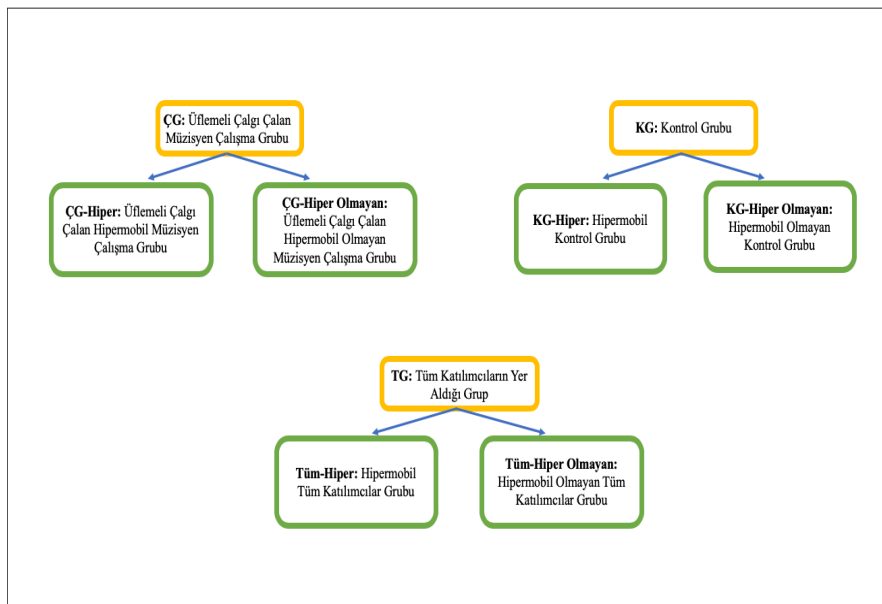 ÇG: Üflemeli Çalgı Çalan
Müzisyen Çalışma Grubu
KG: Kontrol Grubu
ÇG-Hiper: Üflemeli Çalgı
Çalan Hipermobil Müzisyen
Çalışma Grubu
ÇG-Hiper Olmayan:
Üflemeli Çalgı Çalan
Hipermobil Olmayan
Müzisyen Çalışma Grubu
KG-Hiper: Hipermobil
Kontrol Grubu
KG-Hiper Olmayan:
Hipermobil Olmayan
Kontrol Grubu
TG: Tüm Katılımcıların Yer
Aldığı Grup
Tüm-Hiper: Hipermobil
Tüm Katılımcılar Grubu
Tüm-Hiper Olmayan:
Hipermobil Olmayan Tüm
Katılımcılar Grubu